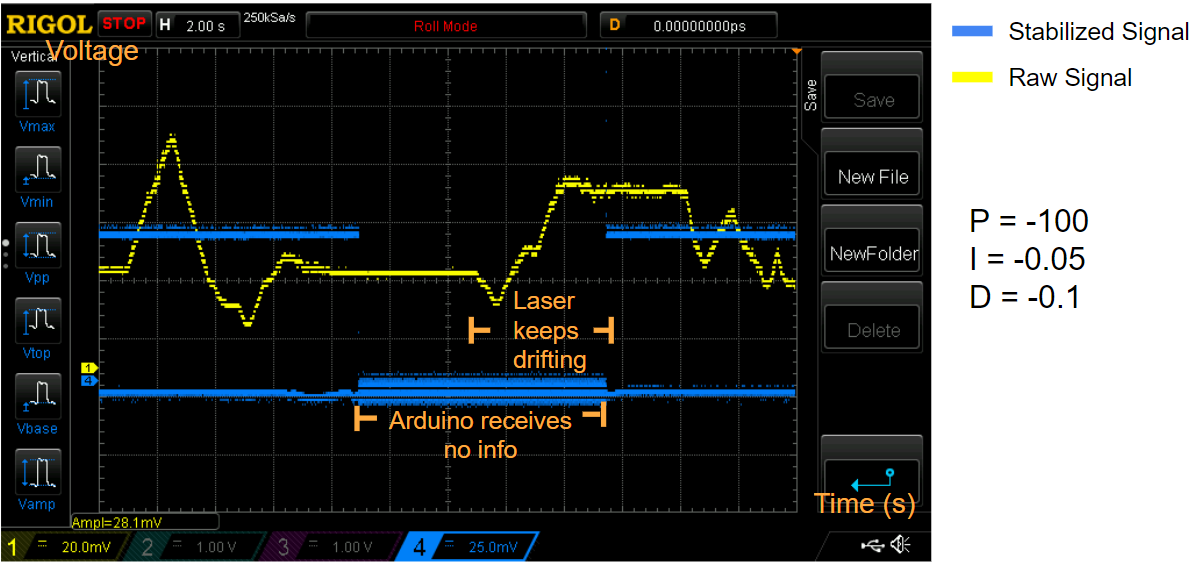 RIGOL STOP H 2.00 s 250kSa/s Roll Mode D 0.00000000ps
Vertical
Voltage
Vmax
Vmin
Vpp
Vtop
Vbase
Vamp
Save
Save
New File
NewFolder
Delete
Laser
keeps
drifting
1
4
Arduino receives
no info
Time (s)
Ampl=28.1mV
1 20.0mV 2 1.00 V 3 1.00 V 4 25.0mV
Stabilized Signal
Raw Signal
P = -100
I = -0.05
D = -0.1